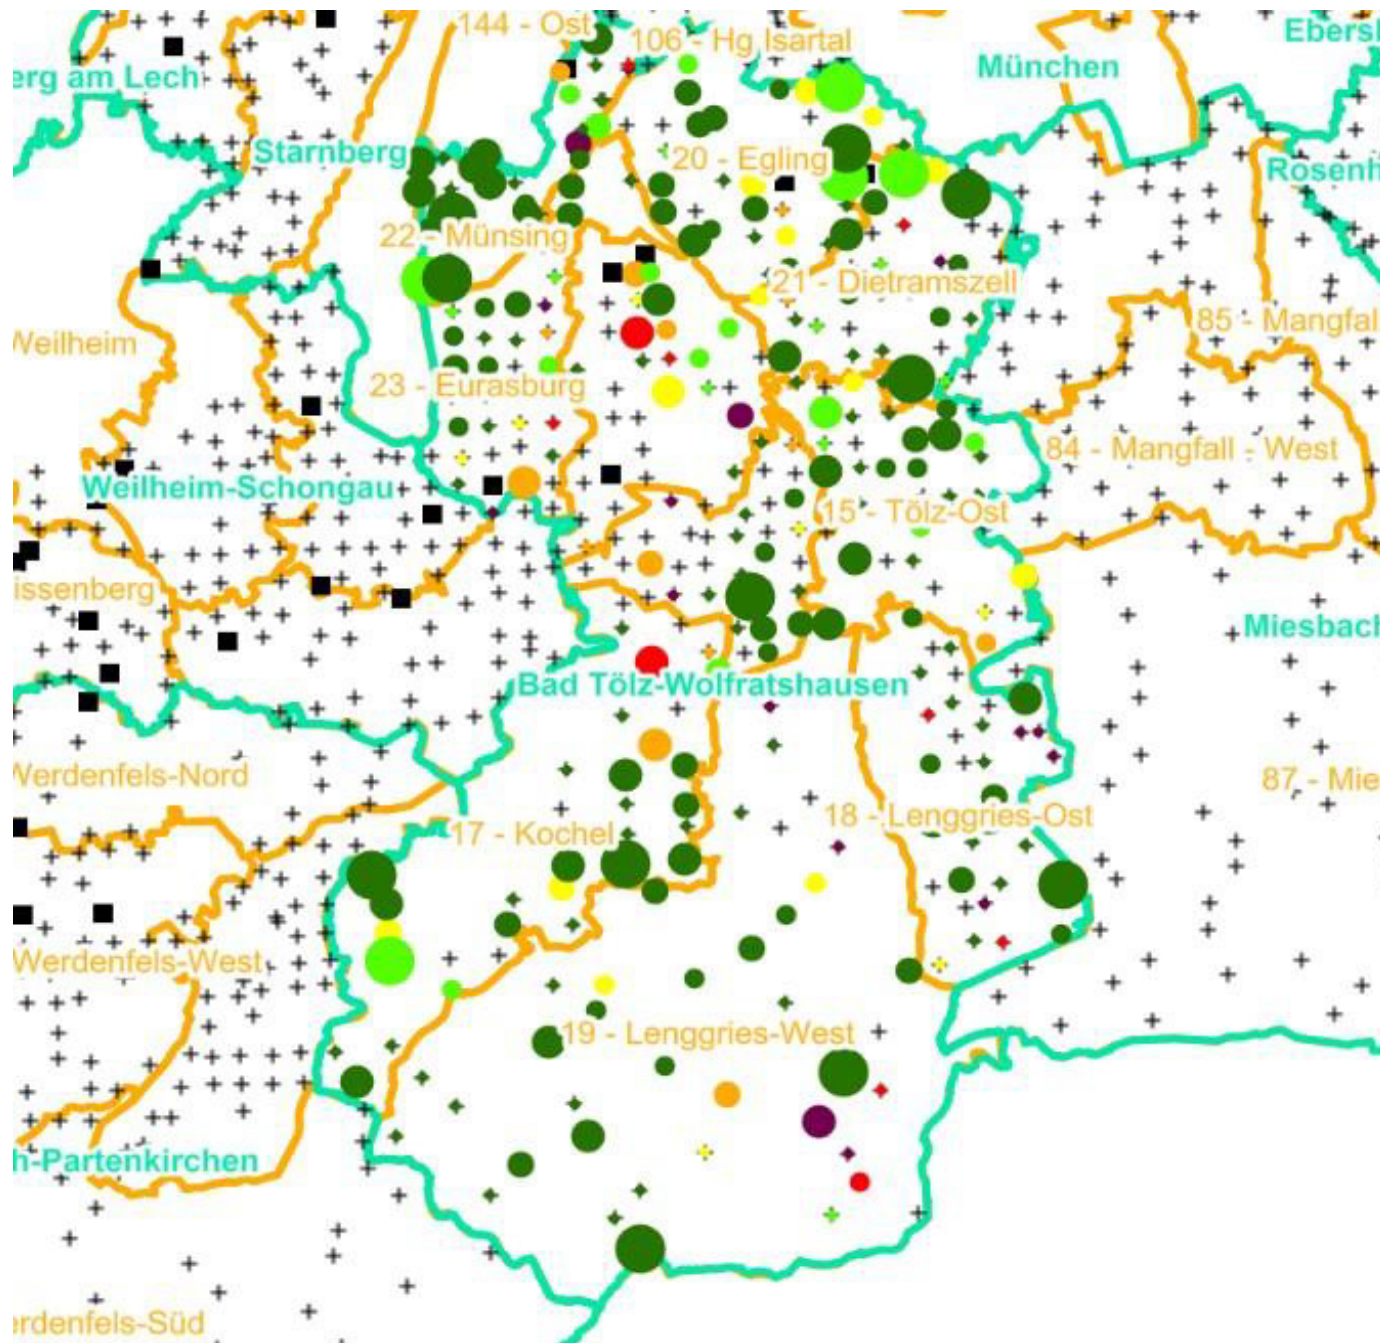 144 - Ost
106 - Hg Isartal
Ebersl
erg am Lech
München
Starnberg
20 - Egling
Rosenh
22 - Münsing
21 - Dietramszell
Weilheim
85 - Mangfal
23 - Eurasburg
84 - Mangfall - West
Weilheim-Schongau
15 - Tölz-Ost
issenberg
Miesbach
Bad Tölz-Wolfratshausen
Werdenfels-Nord
87 - Mie
18 - Lenggries-Ost
17 - Kochel
Werdenfels-West
19 - Lenggries-West
h-Partenkirchen
erdenfels-Süd